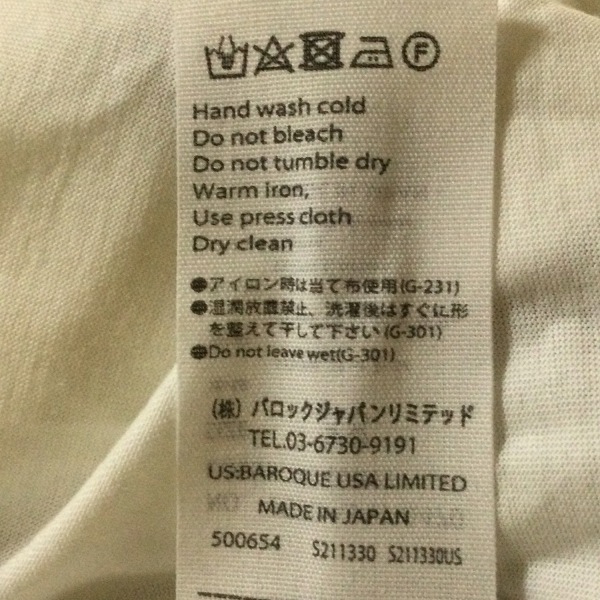 F
Hand wash cold
Do not bleach
Do not tumble dry
Warm iron,
Use press cloth
Dry clean
●アイロン時は当て布使用(G-231)
●湿潤放置禁止、洗濯後はすぐに形
を整えて干して下さい(G-301)
●Do not leave wet(G-301)
(株) バロックジャパンリミテッド
TEL.03-6730-9191
US:BAROQUE USA LIMITED
MADE IN JAPAN
500654 S211330 S211330US